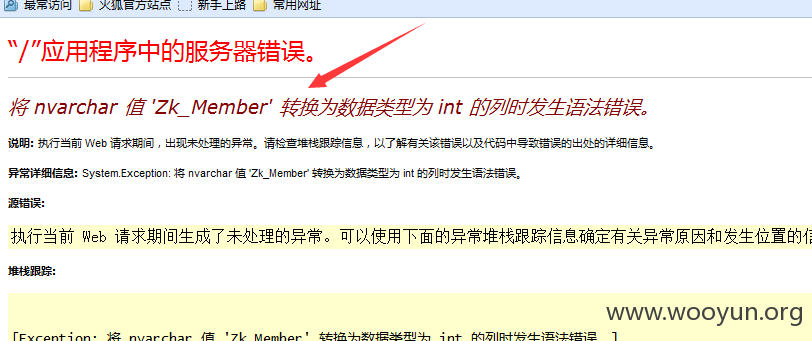 最常访问 火狐官方站点 新手上路 常用网址
“/”应用程序中的服务器错误。
将 nvarchar 值 'Zk_Member' 转换为数据类型为 int 的列时发生语法错误。
说明: 执行当前 Web 请求期间，出现未处理的异常。请检查堆栈跟踪信息，以了解有关该错误以及代码中导致错误的出处的详细信息。
异常详细信息: System.Exception: 将 nvarchar 值 'Zk_Member' 转换为数据类型为 int 的列时发生语法错误。
源错误:
执行当前 Web 请求期间生成了未处理的异常。可以使用下面的异常堆栈跟踪信息确定有关异常原因和发生位置的信
堆栈跟踪:
www.wooyun.org
[Exception: 将 nvarchar 值 'Zk_Member' 转换为数据类型为 int 的列时发生语法错误。]